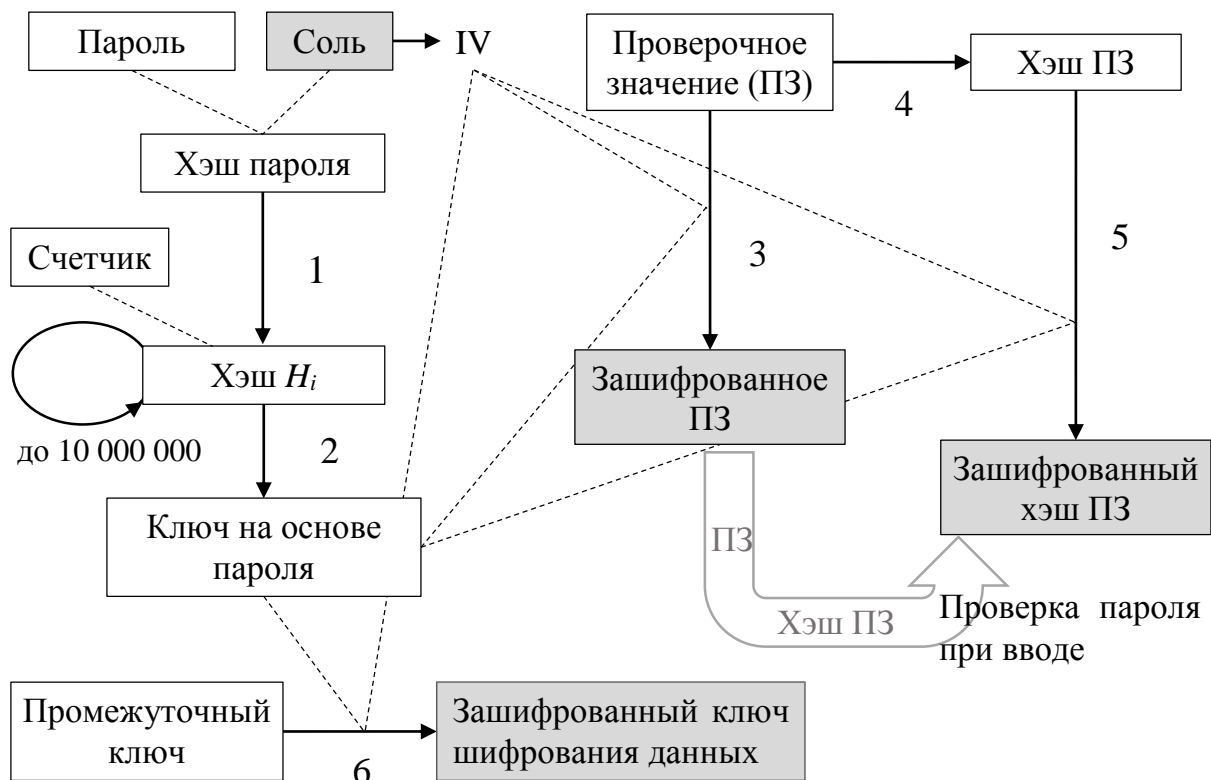 Пароль
Соль
IV
Проверочное
значение (ПЗ)
4
Хэш ПЗ
Хэш пароля
Счетчик
1
3
5
Хэш Hi
до 10 000 000
2
Зашифрованное
ПЗ
Зашифрованный
хэш ПЗ
Ключ на основе
пароля
ПЗ
Хэш ПЗ
Проверка пароля
при вводе
Промежуточный
ключ
6
Зашифрованный ключ
шифрования данных